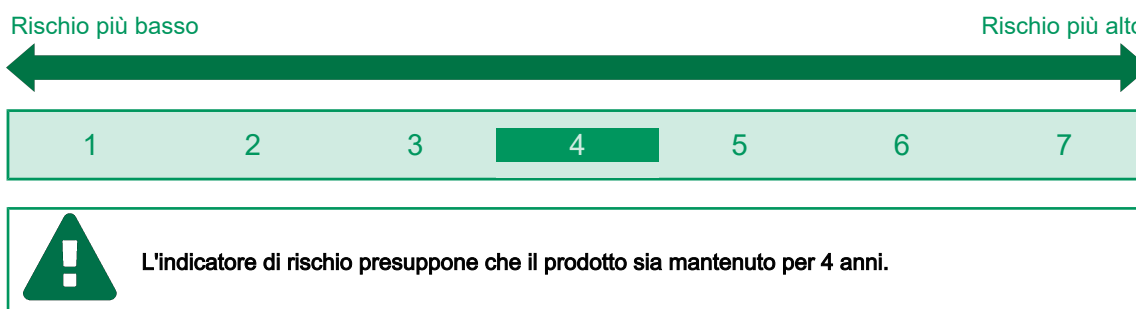 Rischio più basso Rischio più alto
1 2 3 4 5 6 7
L'indicatore di rischio presuppone che il prodotto sia mantenuto per 4 anni.